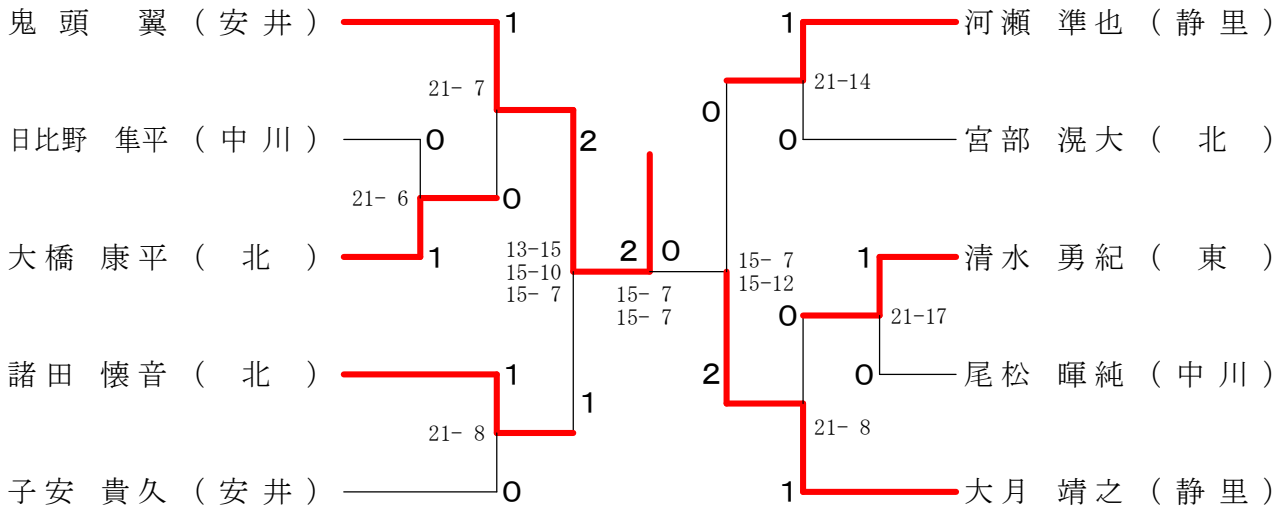 鬼頭 翼 ( 安井 ) 1 1 河瀬 準也 ( 静里 )
21- 7 21-14
0
日比野 隼平 ( 中川 ) 0 2 0 宮部 滉大 ( 北 )
21- 6 0
大橋 康平 ( 北 ) 1 2 0 1 清水 勇紀 ( 東 )
13-15 15- 7
15-10 15-12
15- 7 15- 7 0 21-17
15- 7
諸田 懐音 ( 北 ) 1 2 0 尾松 暉純 ( 中川 )
1
21- 8 21- 8
子安 貴久 ( 安井 ) 0 1 大月 靖之 ( 静里 )